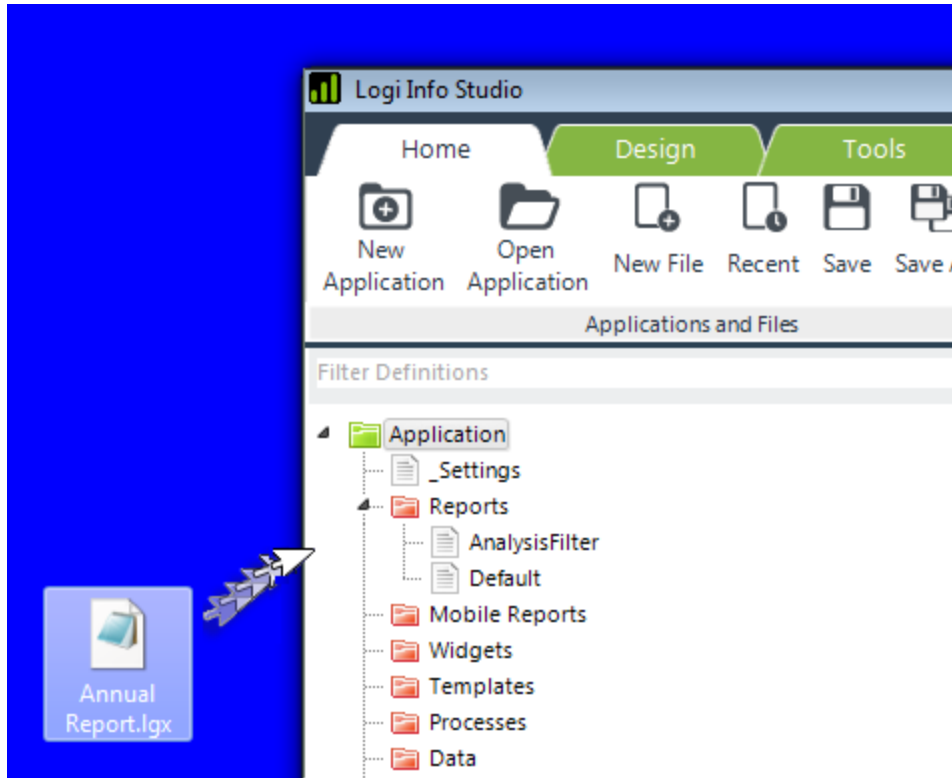 Logi Info Studio
Home Design Tools
New Application
Open Application
New File
Recent
Save
Save
Applications and Files
Filter Definitions
Application
_Settings
Reports
AnalysisFilter
Default
Mobile Reports
Widgets
Templates
Processes
Data
Annual
Report.lgx